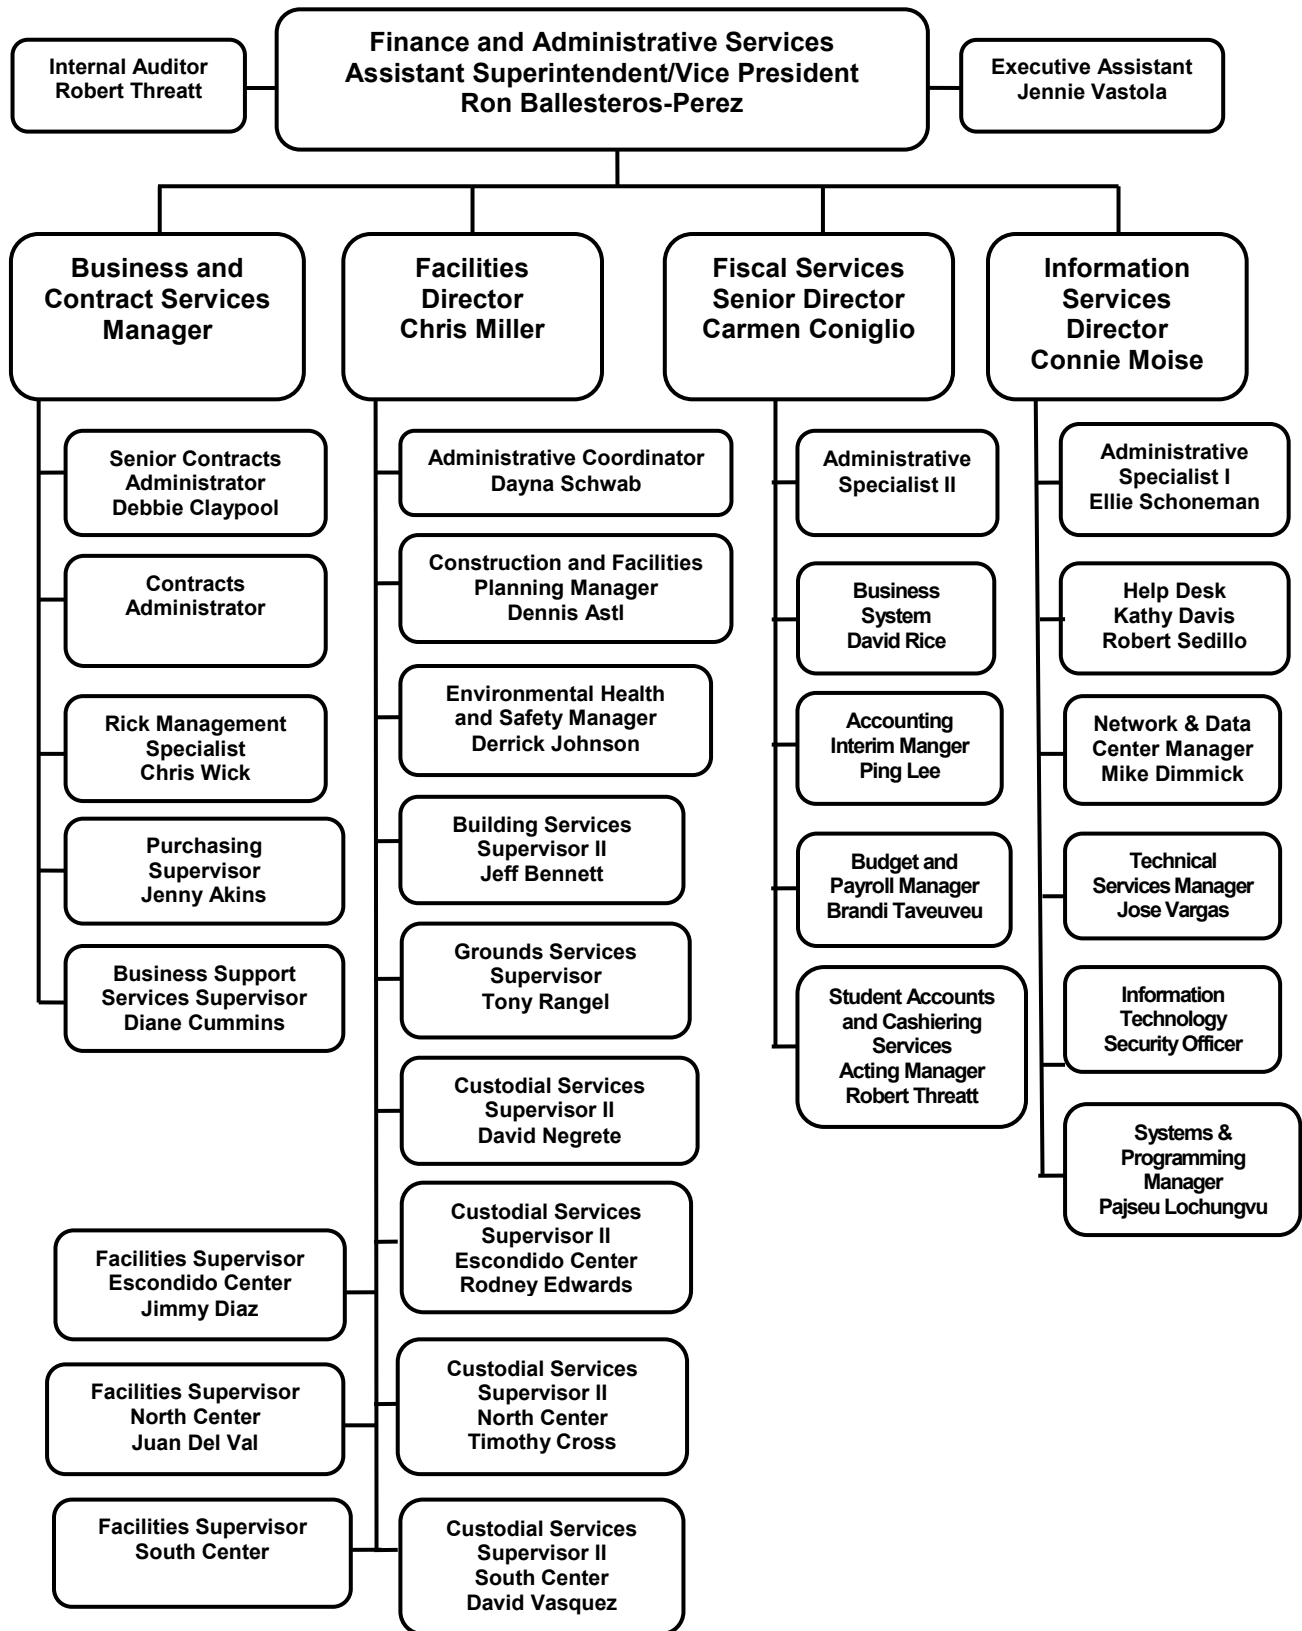 Finance and Administrative Services
Assistant Superintendent/Vice President
Ron Ballesteros-Perez
Internal Auditor
Robert Threatt
Executive Assistant
Jennie Vastola
Business and
Contract Services
Manager
Senior Contracts
Administrator
Debbie Claypool
Contracts
Administrator
Rick Management
Specialist
Chris Wick
Purchasing
Supervisor
Jenny Akins
Business Support
Services Supervisor
Diane Cummins
Facilities
Director
Chris Miller
Administrative Coordinator
Dayna Schwab
Construction and Facilities
Planning Manager
Dennis Astl
Environmental Health
and Safety Manager
Derrick Johnson
Building Services
Supervisor II
Jeff Bennett
Grounds Services
Supervisor
Tony Rangel
Custodial Services
Supervisor II
David Negrete
Custodial Services
Supervisor II
Escondido Center
Rodney Edwards
Facilities Supervisor
Escondido Center
Jimmy Diaz
Custodial Services
Supervisor II
North Center
Timothy Cross
Facilities Supervisor
North Center
Juan Del Val
Custodial Services
Supervisor II
South Center
David Vasquez
Facilities Supervisor
South Center
Fiscal Services
Senior Director
Carmen Coniglio
Administrative
Specialist II
Business
System
David Rice
Accounting
Interim Manger
Ping Lee
Budget and
Payroll Manager
Brandi Taveuveu
Student Accounts
and Cashiering
Services
Acting Manager
Robert Threatt
Information
Services
Director
Connie Moise
Administrative
Specialist I
Ellie Schoneman
Help Desk
Kathy Davis
Robert Sedillo
Network & Data
Center Manager
Mike Dimmick
Technical
Services Manager
Jose Vargas
Information
Technology
Security Officer
Systems &
Programming
Manager
Pajseu Lochungvu